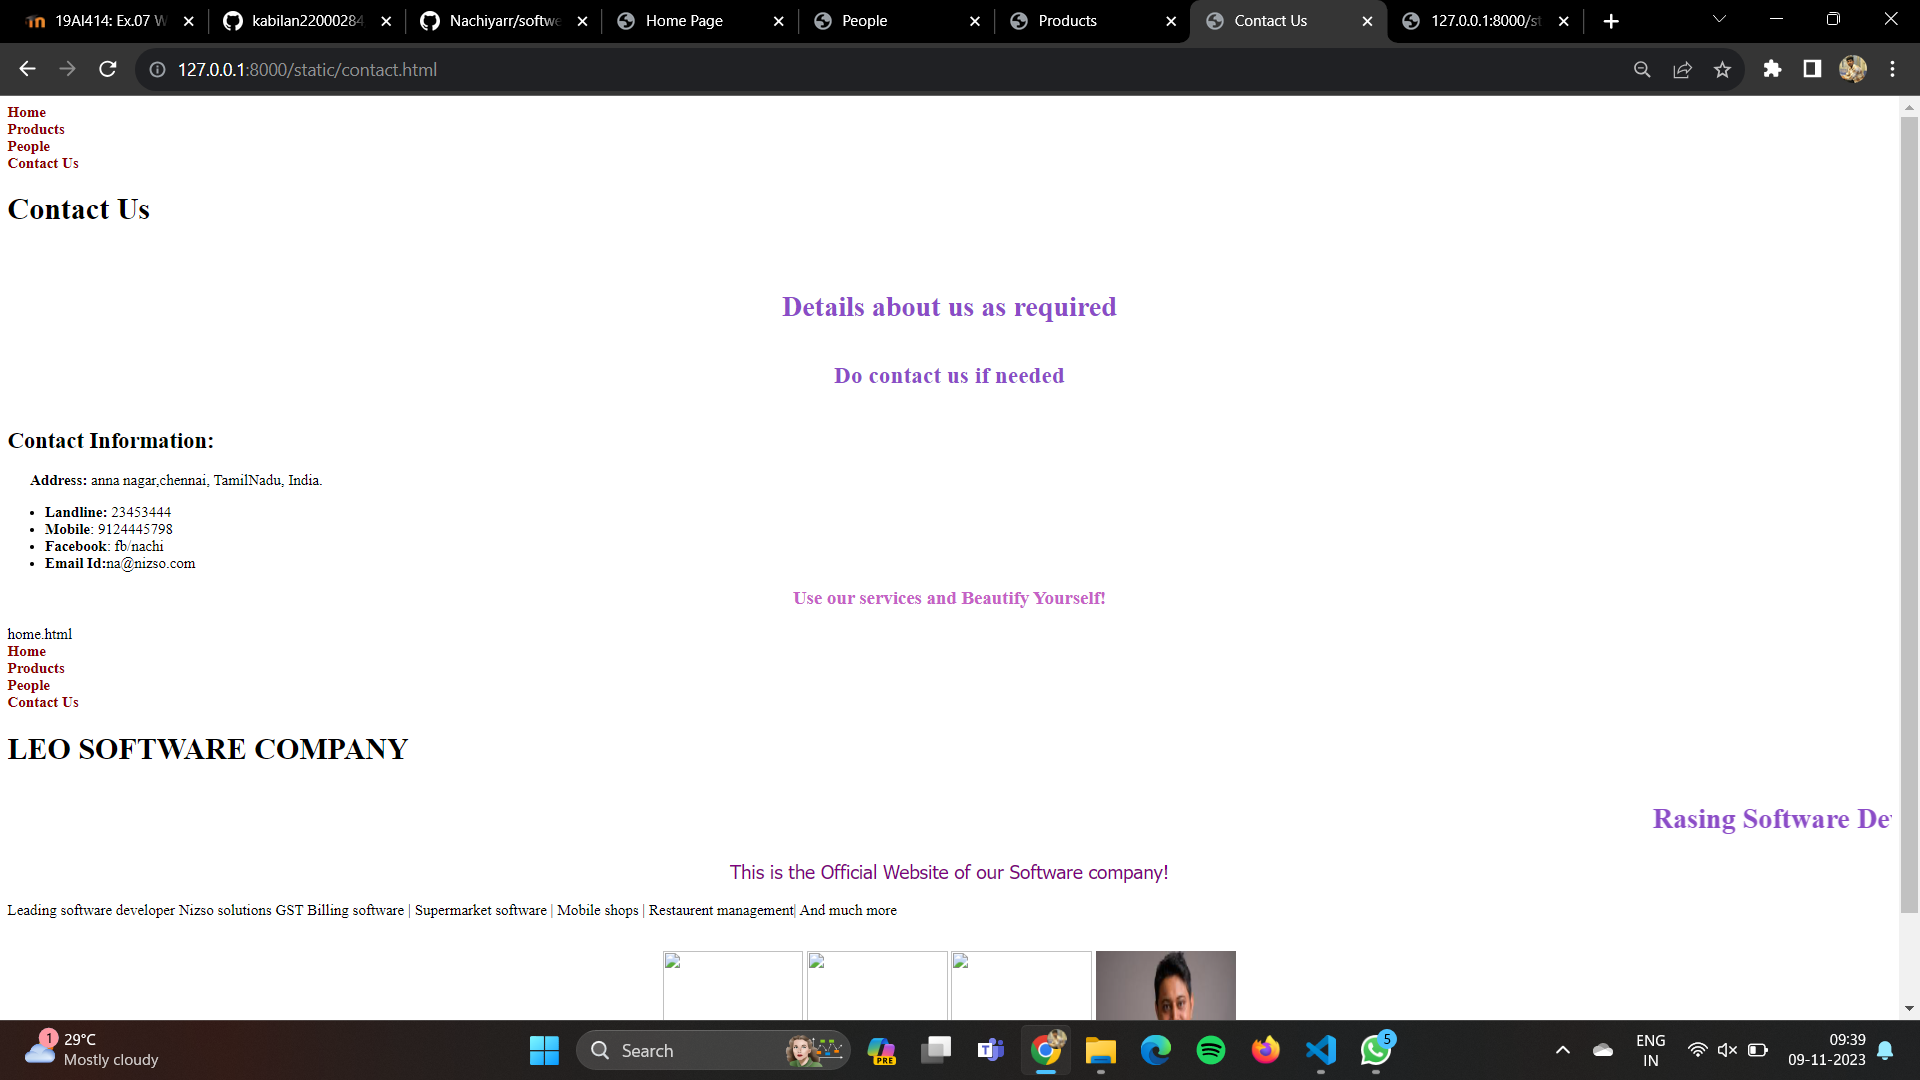 19AI414: Ex.07 W
kabilan22000284
Nachiyarr/softwe
Home Page
People
Products
Contact Us
127.0.0.1:8000/st
127.0.0.1:8000/static/contact.html
Home
Products
People
Contact Us
Contact Us
Details about us as required
Do contact us if needed
Contact Information:
Address: anna nagar,chennai, TamilNadu, India.
• Landline: 23453444
• Mobile: 9124445798
• Facebook: fb/nachi
• Email Id:na@nizso.com
Use our services and Beautify Yourself!
home.html
Home
Products
People
Contact Us
LEO SOFTWARE COMPANY
Rasing Software De
This is the Official Website of our Software company!
Leading software developer Nizso solutions GST Billing software | Supermarket software | Mobile shops | Restaurent management| And much more
1
29°C
Mostly cloudy
Search
PRE
5
ENG
IN
09:39
09-11-2023